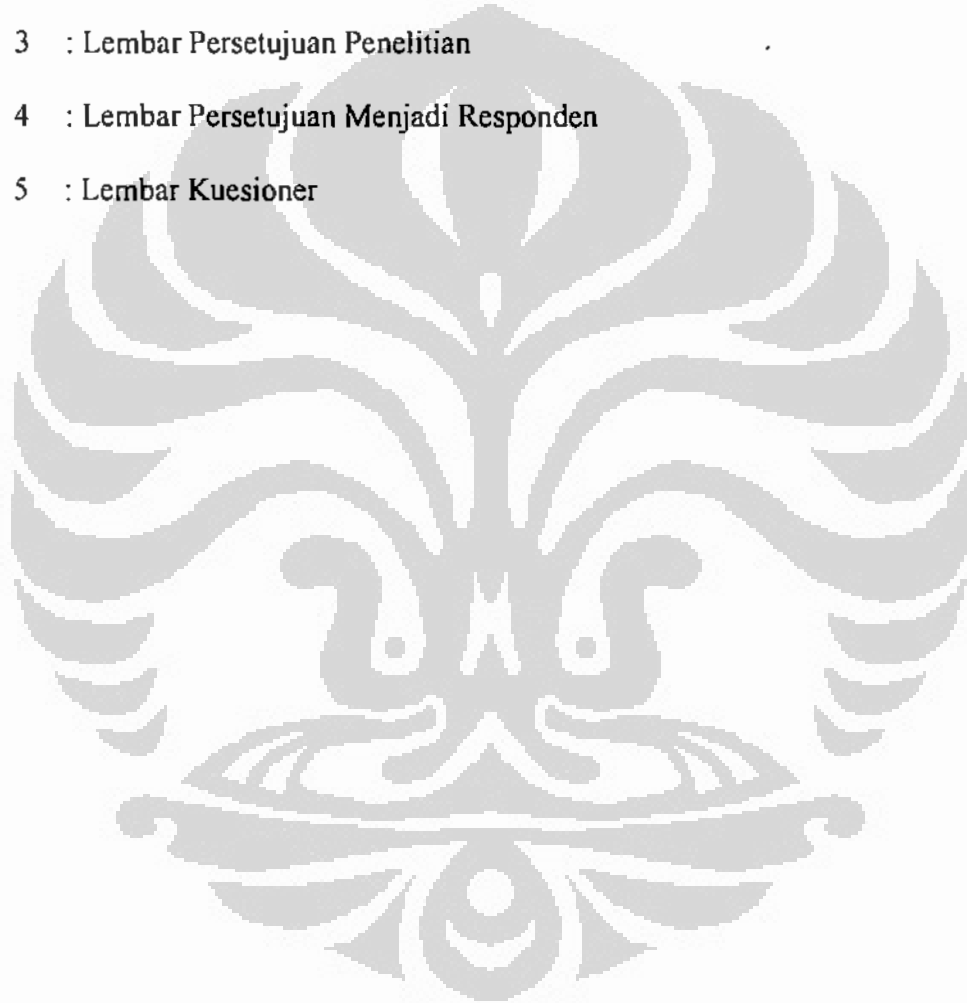 3 : Lembar Persetujuan Penelitian
4 : Lembar Persetujuan Menjadi Responden
5 : Lembar Kuesioner